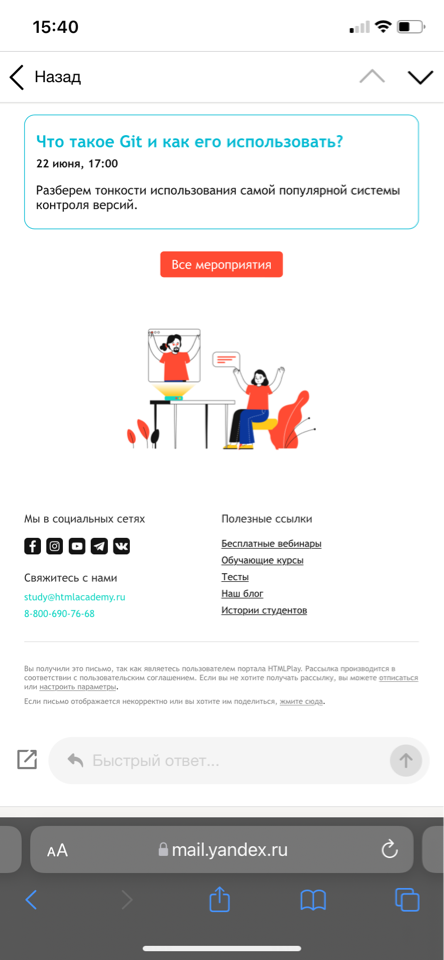 15:40
Назад
Что такое Git и как его использовать?
22 июня, 17:00
Разберем тонкости использования самой популярной системы
контроля версий.
Все мероприятия
Мы в социальных сетях
Свяжитесь с нами
study@htmlacademy.ru
8-800-690-76-68
Полезные ссылки
Бесплатные вебинары
Обучающие курсы
Тесты
Наш блог
Истории студентов
Вы получили это письмо, так как являетесь пользователем портала HTMLPlay. Рассылка производится в
соответствии с пользовательским соглашением. Если вы не хотите получать рассылку, вы можете отписаться
или настроить параметры.
Если письмо отображается некорректно или вы хотите им поделиться, жмите сюда.
Быстрый ответ...
AA
mail.yandex.ru